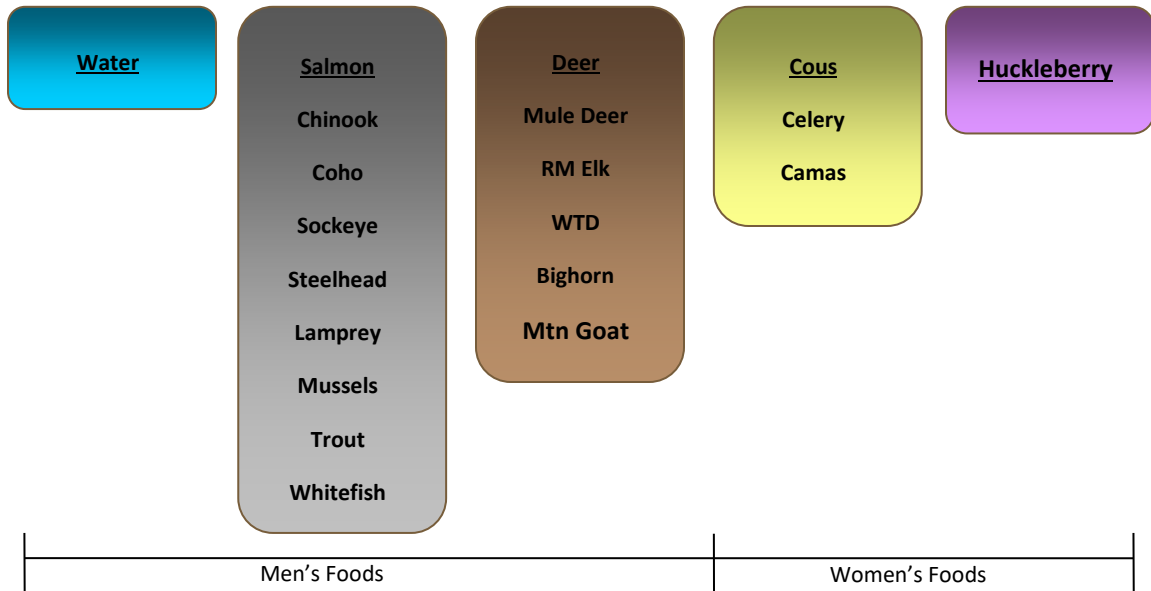 Water
Salmon
Chinook
Coho
Sockeye
Steelhead
Lamprey
Mussels
Trout
Whitefish
Deer
Mule Deer
RM Elk
WTD
Bighorn
Mtn Goat
Cous
Celery
Camas
Huckleberry
Men’s Foods
Women’s Foods